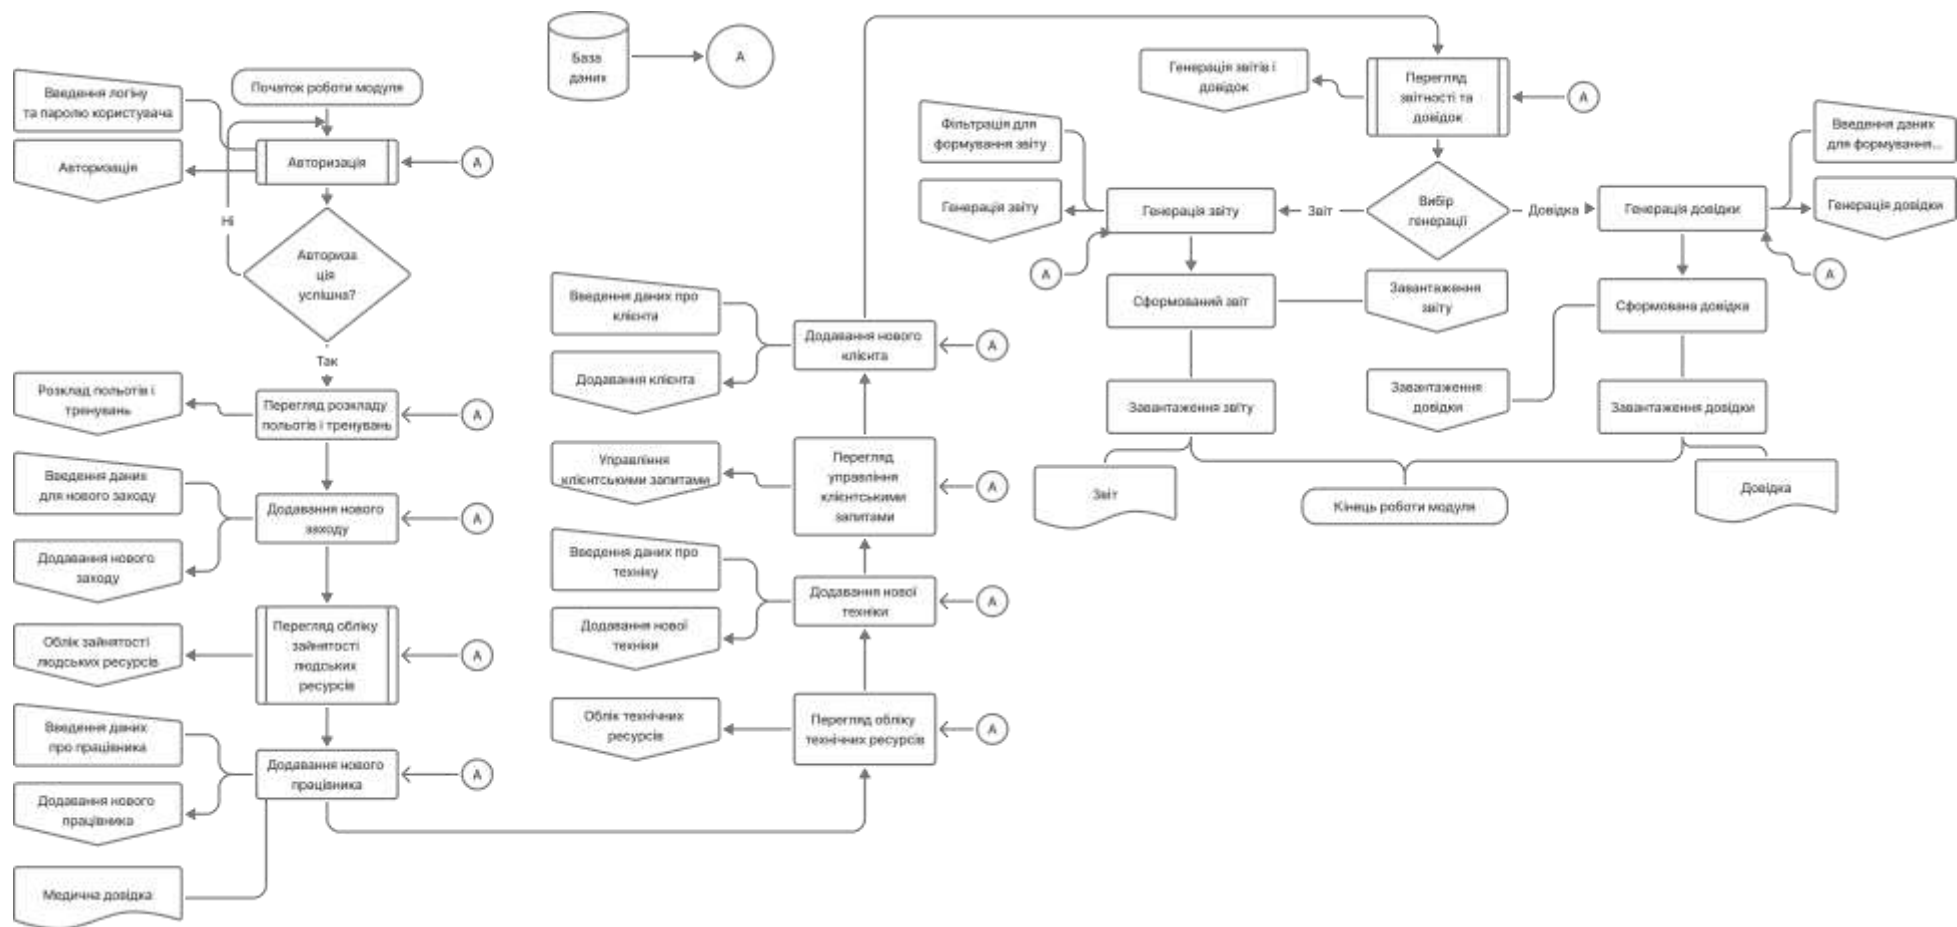 База
даних
А
Початок роботи модуля
Введення логіну
та паролю користувача
Авторизація
Авторизація
А
Ні
Авториза
ція
успішна?
Так
Розклад польотів і
тренувань
Перегляд розкладу
польотів і тренувань
А
Введення даних
для нового заходу
Додавання нового
заходу
А
Додавання нового
заходу
Облік зайнятості
людських ресурсів
Перегляд обліку
зайнятості
людських
ресурсів
А
Введення даних
про працівника
Додавання нового
працівника
А
Додавання нового
працівника
Медична довідка
Введення даних про
клієнта
Додавання нового
клієнта
А
Додавання клієнта
Управління
клієнтськими запитами
Перегляд
управління
клієнтськими
запитами
А
Введення даних про
техніку
Додавання нової
техніки
А
Додавання нової
техніки
Облік технічних
ресурсів
Перегляд обліку
технічних ресурсів
А
Генерація звітів і
довідок
Перегляд
звітності та
довідок
А
Фільтрація для
формування звіту
Введення даних
для формування...
Генерація звіту
Генерація звіту
Звіт
Вибір
генерації
Довідка
Генерація довідки
Генерація довідки
А
А
Сформований звіт
Завантаження
звіту
Сформована довідка
Завантаження звіту
Завантаження
довідки
Завантаження довідки
Звіт
Кінець роботи модуля
Довідка